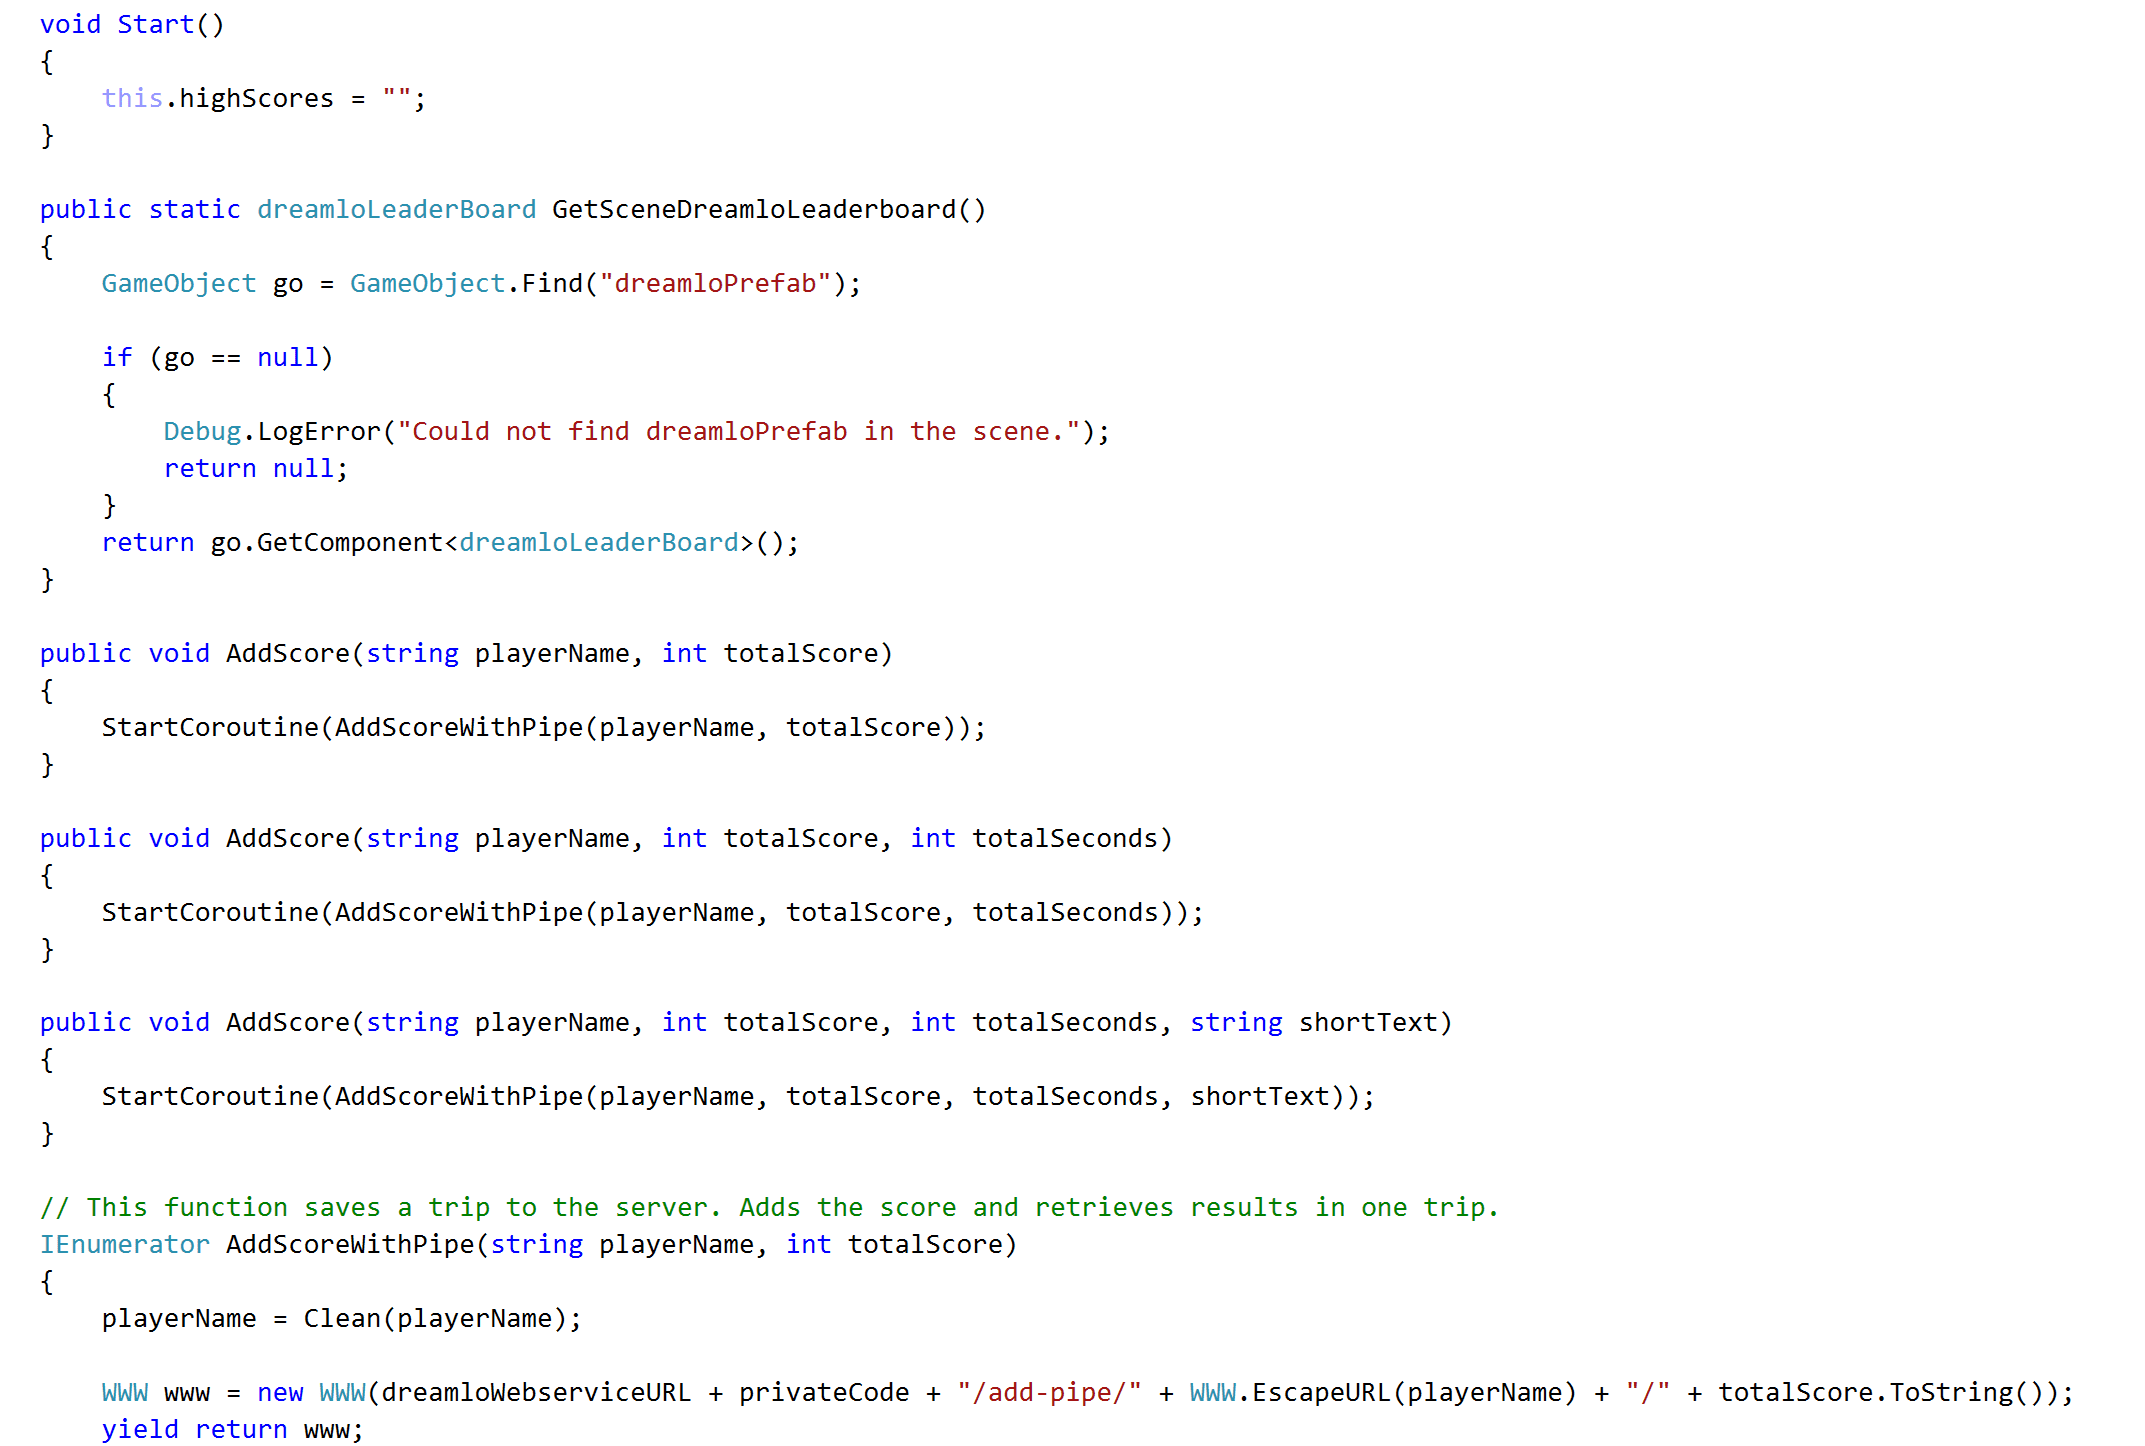 void Start()
{
    this.highScores = "";
}

public static dreamloLeaderBoard GetSceneDreamloLeaderboard()
{
    GameObject go = GameObject.Find("dreamloPrefab");

    if (go == null)
    {
        Debug.LogError("Could not find dreamloPrefab in the scene.");
        return null;
    }
    return go.GetComponent<dreamloLeaderBoard>();
}

public void AddScore(string playerName, int totalScore)
{
    StartCoroutine(AddScoreWithPipe(playerName, totalScore));
}

public void AddScore(string playerName, int totalScore, int totalSeconds)
{
    StartCoroutine(AddScoreWithPipe(playerName, totalScore, totalSeconds));
}

public void AddScore(string playerName, int totalScore, int totalSeconds, string shortText)
{
    StartCoroutine(AddScoreWithPipe(playerName, totalScore, totalSeconds, shortText));
}

// This function saves a trip to the server. Adds the score and retrieves results in one trip.
IEnumerator AddScoreWithPipe(string playerName, int totalScore)
{
    playerName = Clean(playerName);

    WWW www = new WWW(dreamloWebserviceURL + privateCode + "/add-pipe/" + WWW.EscapeURL(playerName) + "/" + totalScore.ToString());
    yield return www;